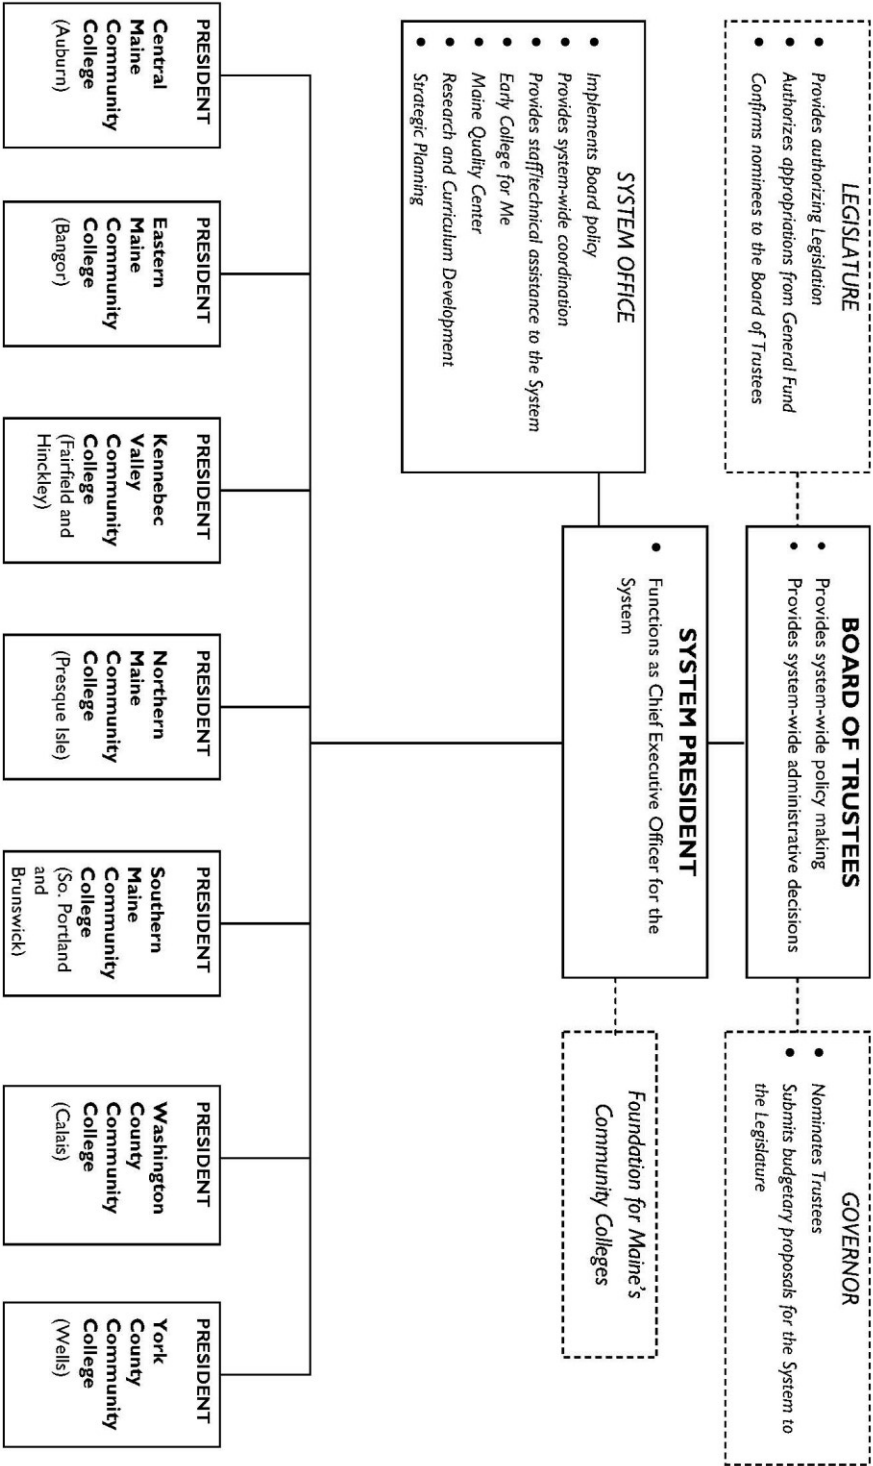 LEGISLATURE
• Provides authorizing Legislation
• Authorizes appropriations from General Fund
• Confirms nominees to the Board of Trustees
BOARD OF TRUSTEES
• Provides system-wide policy making
• Provides system-wide administrative decisions
GOVERNOR
• Nominates Trustees
• Submits budgetary proposals for the System to
the Legislature
SYSTEM OFFICE
• Implements Board policy
• Provides system-wide coordination
• Provides staff/technical assistance to the System
• Early College for Me
• Maine Quality Center
• Research and Curriculum Development
• Strategic Planning
SYSTEM PRESIDENT
• Functions as Chief Executive Officer for the
System
Foundation for Maine's
Community Colleges
PRESIDENT
Central
Maine
Community
College
(Auburn)
PRESIDENT
Eastern
Maine
Community
College
(Bangor)
PRESIDENT
Kennebec
Valley
Community
College
(Fairfield and
Hinckley)
PRESIDENT
Northern
Maine
Community
College
(Presque Isle)
PRESIDENT
Southern
Maine
Community
College
(So. Portland
and
Brunswick)
PRESIDENT
Washington
County
Community
College
(Calais)
PRESIDENT
York
County
Community
College
(Wells)